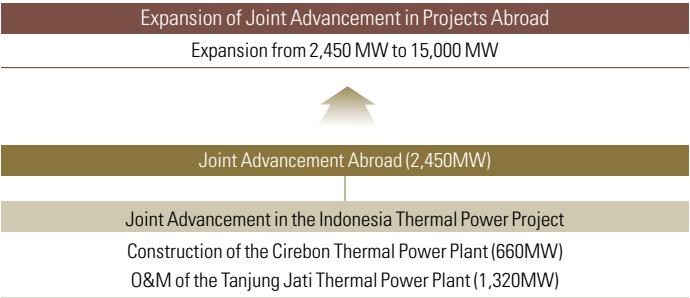 Expansion of Joint Advancement in Projects Abroad
Expansion from 2,450 MW to 15,000 MW
Joint Advancement Abroad (2,450MW)
Joint Advancement in the Indonesia Thermal Power Project
Construction of the Cirebon Thermal Power Plant (660MW)
O&M of the Tanjung Jati Thermal Power Plant (1,320MW)